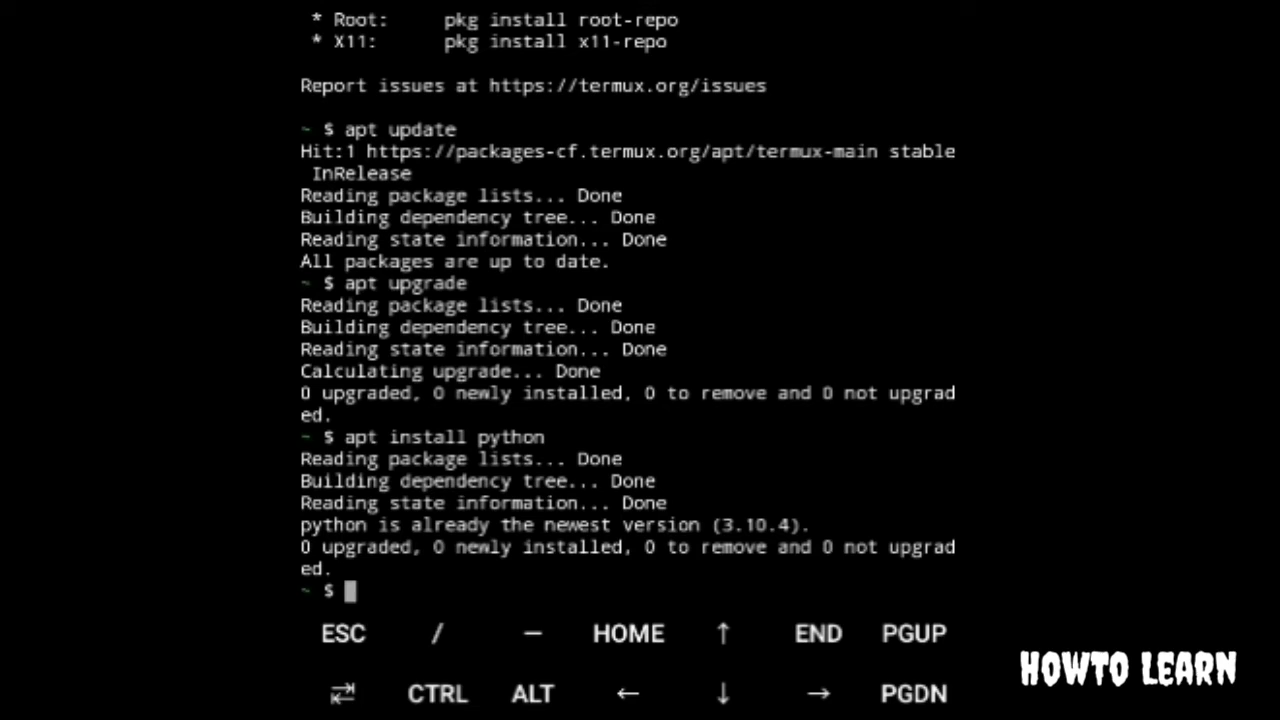 * Root: pkg install root-repo
* X11: pkg install x11-repo
Report issues at https://termux.org/issues
~ $ apt update
Hit:1 https://packages-cf.termux.org/apt/termux-main stable
InRelease
Reading package lists... Done
Building dependency tree... Done
Reading state information... Done
All packages are up to date.
~ $ apt upgrade
Reading package lists... Done
Building dependency tree... Done
Reading state information... Done
Calculating upgrade... Done
0 upgraded, 0 newly installed, 0 to remove and 0 not upgrad
ed.
~ $ apt install python
Reading package lists... Done
Building dependency tree... Done
Reading state information... Done
python is already the newest version (3.10.4).
0 upgraded, 0 newly installed, 0 to remove and 0 not upgrad
ed.
~ $
ESC / — HOME ↑ END PGUP
⇄ CTRL ALT ← ↓ → PGDN
HOWTO LEARN